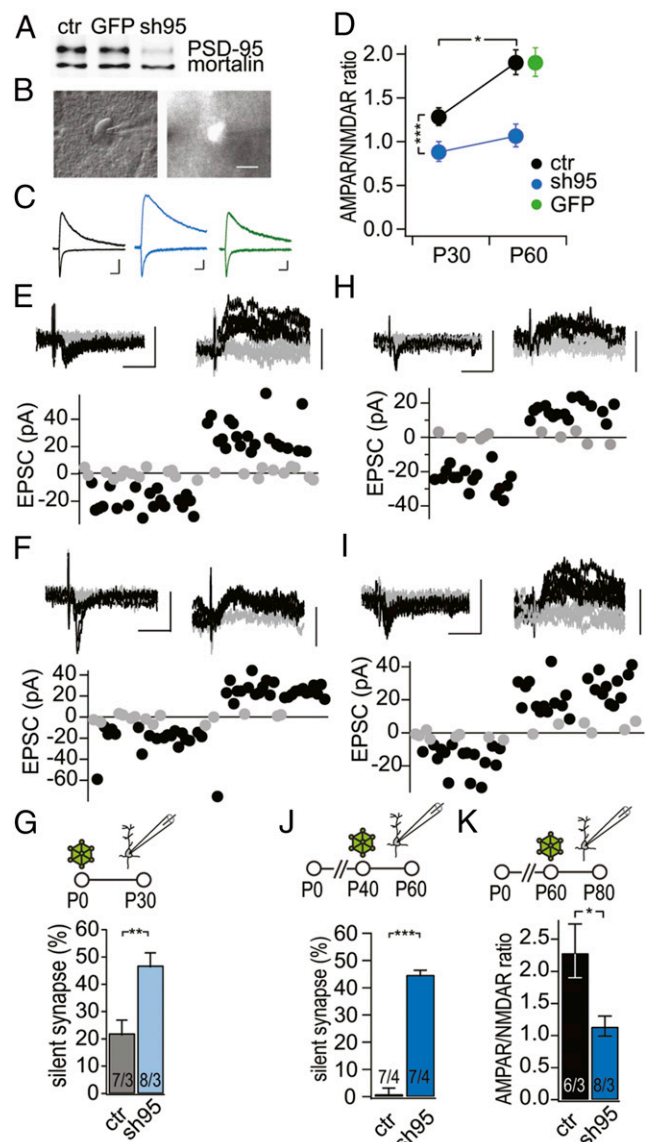 A
ctr GFP sh95
PSD-95
mortalin
B
C
D
AMPAR/NMDAR ratio
2.0
1.5
1.0
0.5
0.0
*
***
ctr
sh95
GFP
P30 P60
E
EPSC (pA)
40
20
0
-20
H
EPSC (pA)
20
0
-20
-40
F
EPSC (pA)
40
20
0
-20
-40
-60
I
EPSC (pA)
40
20
0
-20
G
P0 P30
silent synapse (%)
60
50
40
30
20
10
0
**
7/3 8/3
ctr sh95
J
P0 P40 P60
silent synapse (%)
60
50
40
30
20
10
0
***
7/4 7/4
ctr sh95
K
P0 P60 P80
AMPAR/NMDAR ratio
2.5
2.0
1.5
1.0
0.5
0.0
*
6/3 8/3
ctr sh95